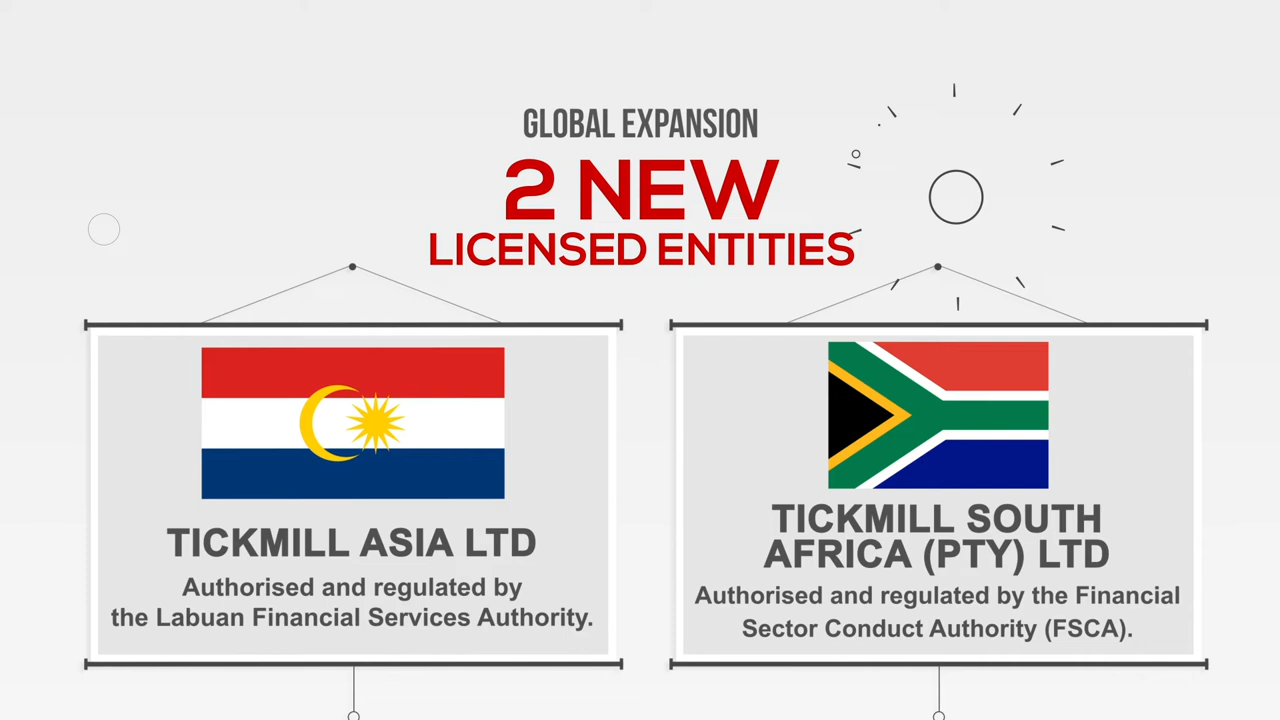 GLOBAL EXPANSION
2 NEW
LICENSED ENTITIES
TICKMILL ASIA LTD
Authorised and regulated by
the Labuan Financial Services Authority.
TICKMILL SOUTH
AFRICA (PTY) LTD
Authorised and regulated by the Financial
Sector Conduct Authority (FSCA).